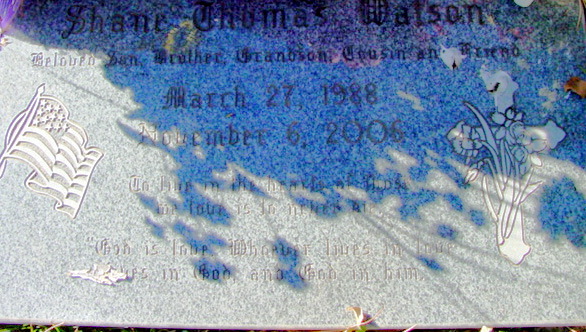 Shane Thomas Watson
Beloved Son, Brother, Grandson, Cousin and Friend
March 27, 1988
November 6, 2008
To live in the hearts of those
we love is to never die.
"God is love. Whoever lives in love
lives in God, and God in him.